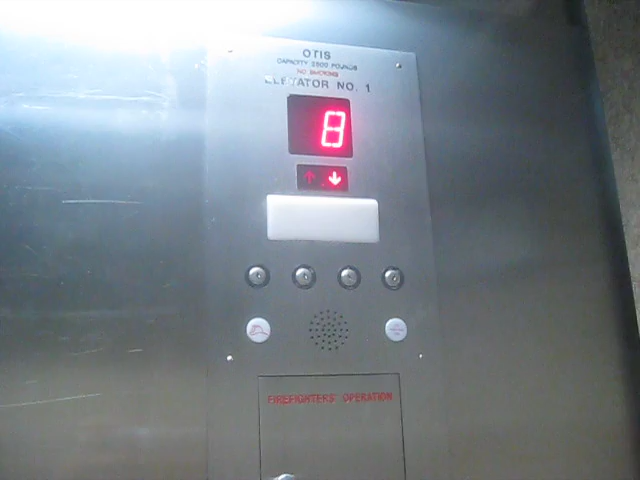 OTIS
CAPACITY 2500 POUNDS
NO SMOKING
ELEVATOR NO. 1
8
FIREFIGHTERS' OPERATION